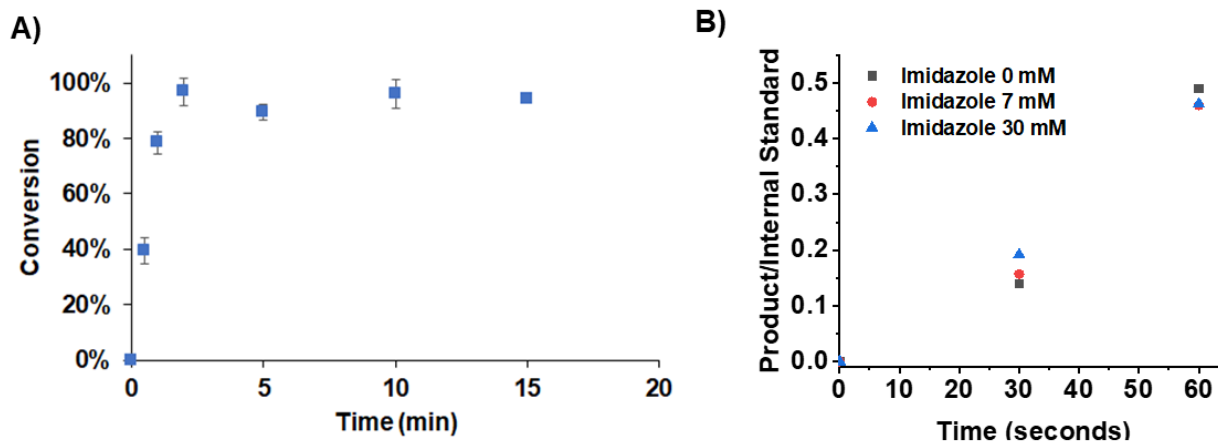 A)
100%
80%
60%
40%
20%
0%
Conversion
0 5 10 15 20
Time (min)
B)
Imidazole 0 mM
Imidazole 7 mM
Imidazole 30 mM
0.5
0.4
0.3
0.2
0.1
0.0
Product/Internal Standard
0 10 20 30 40 50 60
Time (seconds)